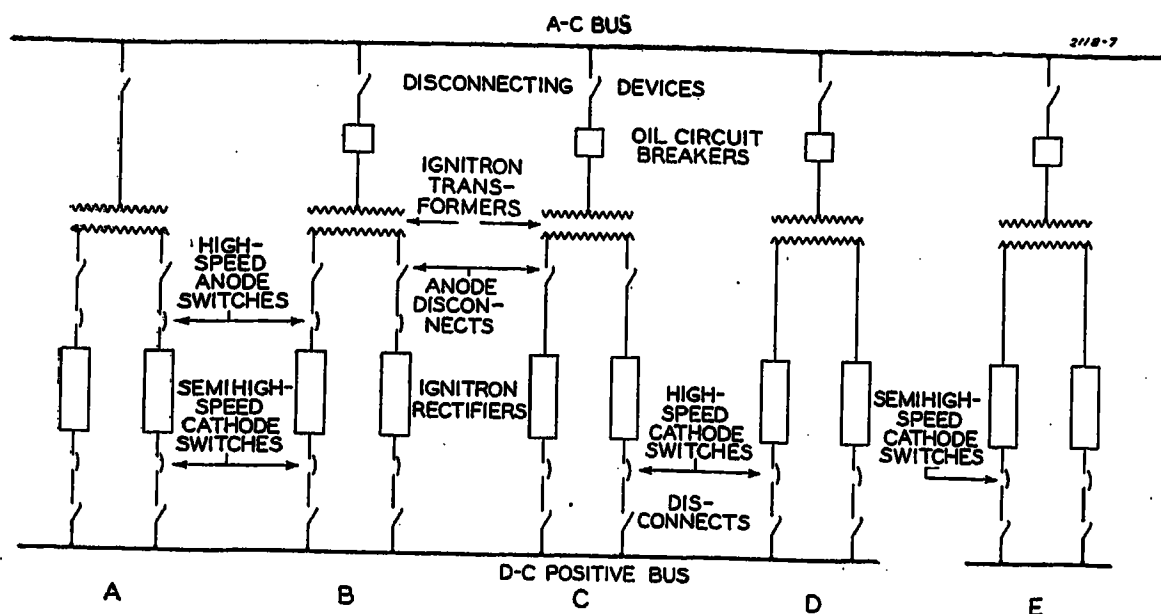 A-C BUS
2118-7
DISCONNECTING DEVICES
OIL CIRCUIT
BREAKERS
IGNITRON
TRANS-
FORMERS
HIGH-
SPEED
ANODE
SWITCHES
ANODE
DISCON-
NECTS
SEMIHIGH-
SPEED
CATHODE
SWITCHES
IGNITRON
RECTIFIERS
HIGH-
SPEED
CATHODE
SWITCHES
SEMIHIGH-
SPEED
CATHODE
SWITCHES
DIS-
CONNECTS
D-C POSITIVE BUS
A B C D E